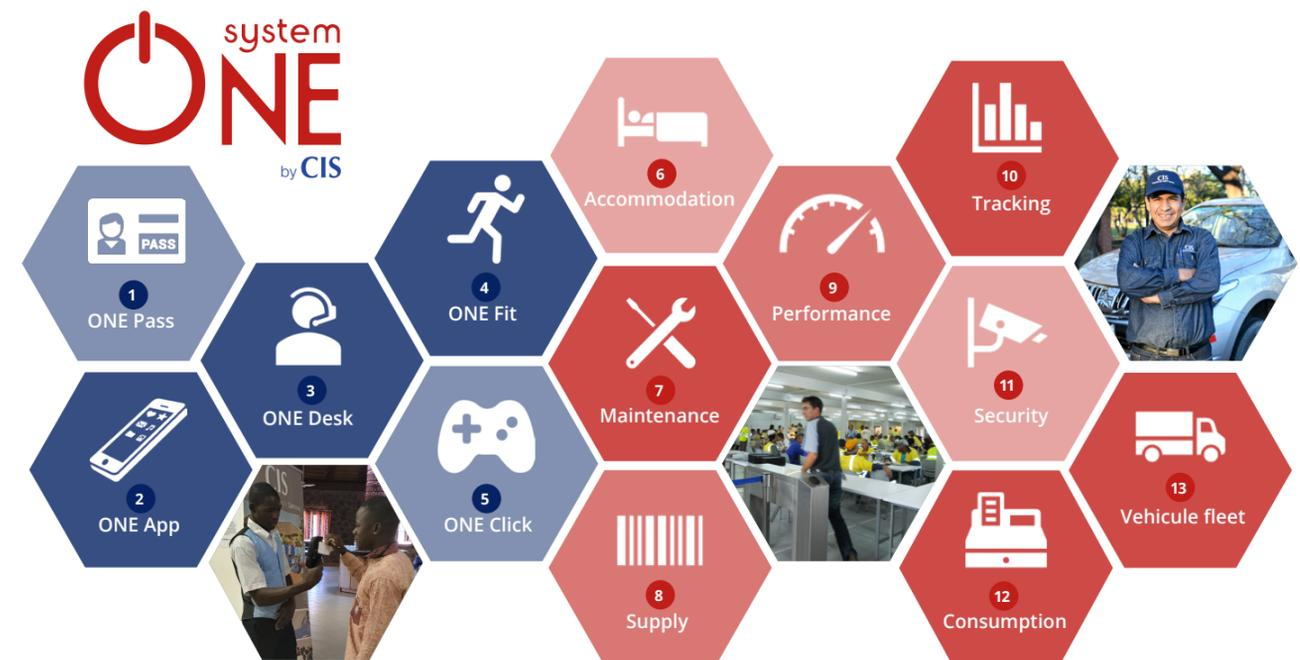 system
ONE
by CIS
PASS
1
ONE Pass
2
ONE App
3
ONE Desk
4
ONE Fit
5
ONE Click
6
Accommodation
7
Maintenance
8
Supply
9
Performance
10
Tracking
11
Security
12
Consumption
13
Vehicule fleet
CIS
CIS
CIS